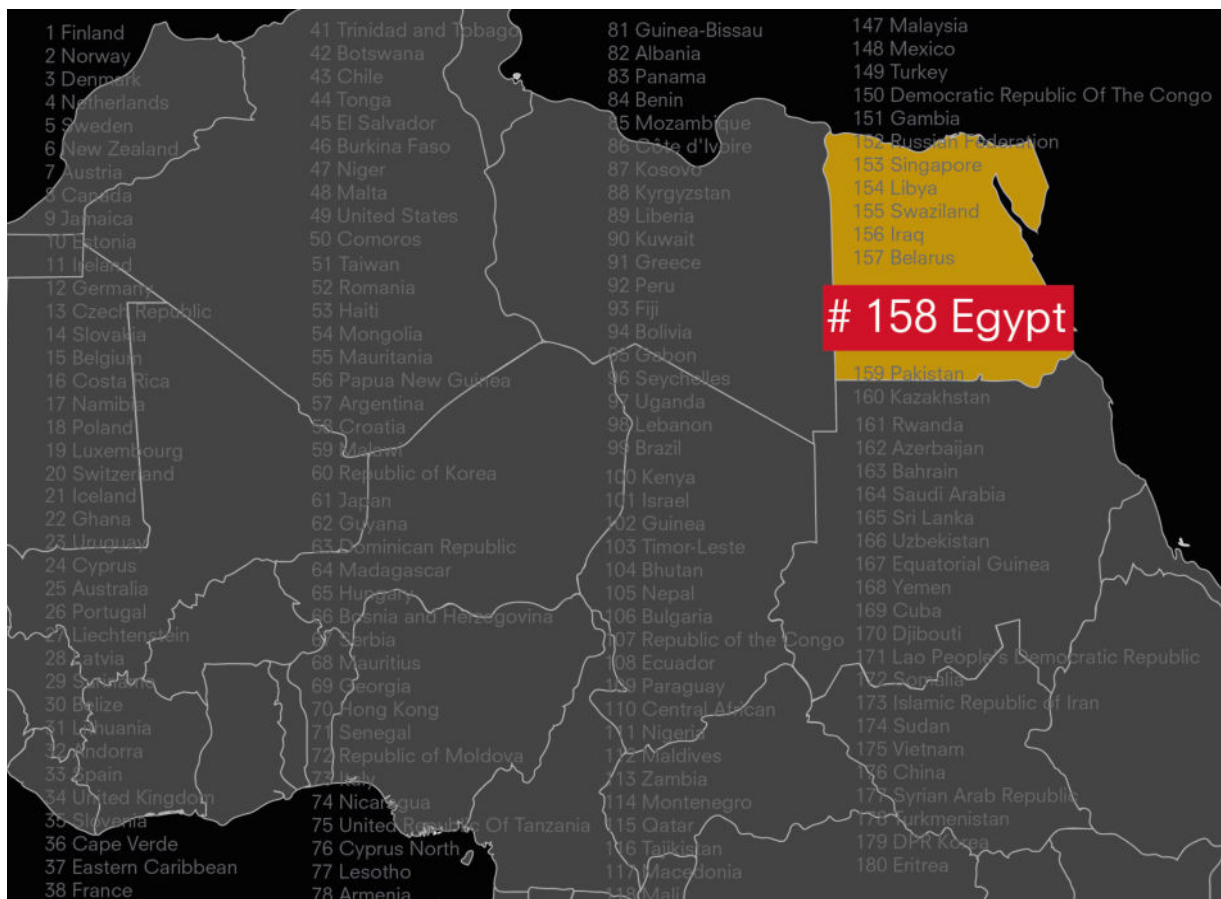 1 Finland
2 Norway
3 Denmark
4 Netherlands
5 Sweden
6 New Zealand
7 Austria
8 Canada
9 Jamaica
10 Estonia
11 Ireland
12 Germany
13 Czech Republic
14 Slovakia
15 Belgium
16 Costa Rica
17 Namibia
18 Poland
19 Luxembourg
20 Switzerland
21 Iceland
22 Ghana
23 Uruguay
24 Cyprus
25 Australia
26 Portugal
27 Liechtenstein
28 Latvia
29 Suriname
30 Belize
31 Lithuania
32 Andorra
33 Spain
34 United Kingdom
35 Slovenia
36 Cape Verde
37 Eastern Caribbean
38 France
41 Trinidad and Tobago
42 Botswana
43 Chile
44 Tonga
45 El Salvador
46 Burkina Faso
47 Niger
48 Malta
49 United States
50 Comoros
51 Taiwan
52 Romania
53 Haiti
54 Mongolia
55 Mauritania
56 Papua New Guinea
57 Argentina
58 Croatia
59 Malawi
60 Republic of Korea
61 Japan
62 Guyana
63 Dominican Republic
64 Madagascar
65 Hungary
66 Bosnia and Herzegovina
67 Serbia
68 Mauritius
69 Georgia
70 Hong Kong
71 Senegal
72 Republic of Moldova
73 Italy
74 Nicaragua
75 United Republic Of Tanzania
76 Cyprus North
77 Lesotho
78 Armenia
81 Guinea-Bissau
82 Albania
83 Panama
84 Benin
85 Mozambique
86 Côte d'Ivoire
87 Kosovo
88 Kyrgyzstan
89 Liberia
90 Kuwait
91 Greece
92 Peru
93 Fiji
94 Bolivia
95 Gabon
96 Seychelles
97 Uganda
98 Lebanon
99 Brazil
100 Kenya
101 Israel
102 Guinea
103 Timor-Leste
104 Bhutan
105 Nepal
106 Bulgaria
107 Republic of the Congo
108 Ecuador
109 Paraguay
110 Central African
111 Nigeria
112 Maldives
113 Zambia
114 Montenegro
115 Qatar
116 Tajikistan
117 Macedonia
118 Mali
147 Malaysia
148 Mexico
149 Turkey
150 Democratic Republic Of The Congo
151 Gambia
152 Russian Federation
153 Singapore
154 Libya
155 Swaziland
156 Iraq
157 Belarus
# 158 Egypt
159 Pakistan
160 Kazakhstan
161 Rwanda
162 Azerbaijan
163 Bahrain
164 Saudi Arabia
165 Sri Lanka
166 Uzbekistan
167 Equatorial Guinea
168 Yemen
169 Cuba
170 Djibouti
171 Lao People's Democratic Republic
172 Somalia
173 Islamic Republic of Iran
174 Sudan
175 Vietnam
176 China
177 Syrian Arab Republic
178 Turkmenistan
179 DPR Korea
180 Eritrea